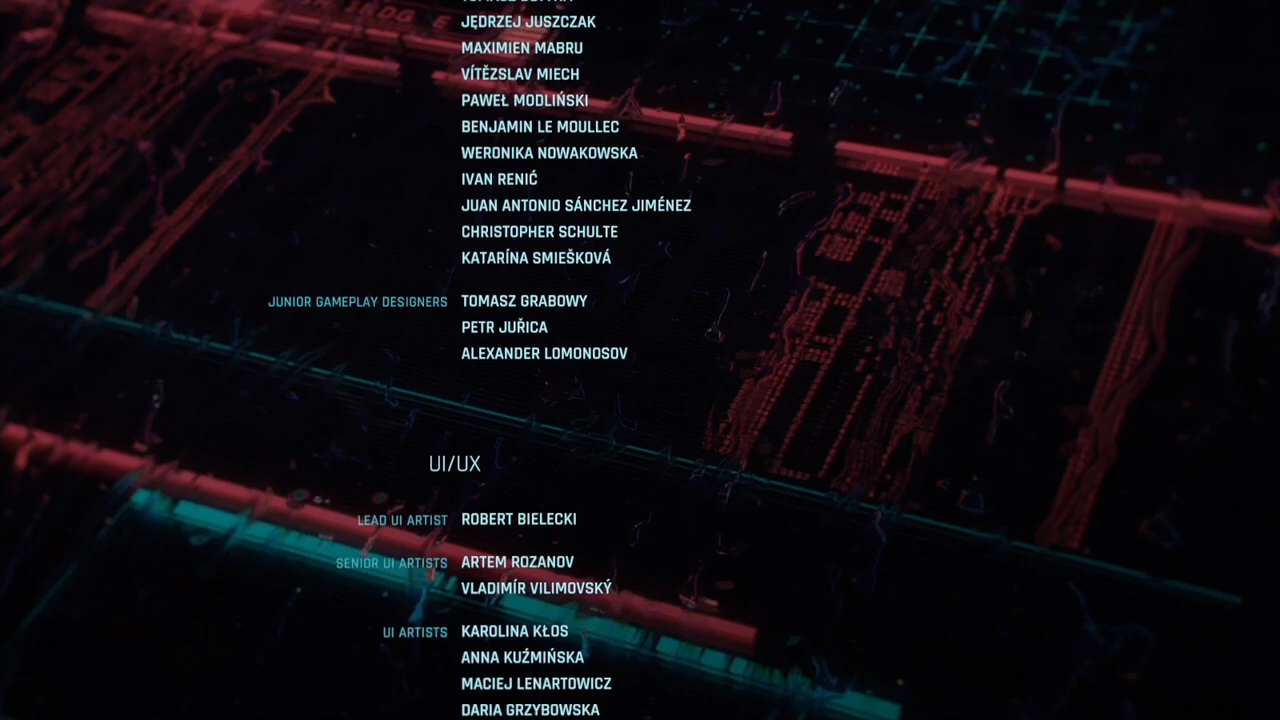 JĘDRZEJ JUSZCZAK
MAXIMIEN MABRU
VÍTĚZSLAV MIECH
PAWEŁ MODLIŃSKI
BENJAMIN LE MOULLEC
WERONIKA NOWAKOWSKA
IVAN RENIĆ
JUAN ANTONIO SÁNCHEZ JIMÉNEZ
CHRISTOPHER SCHULTE
KATARÍNA SMIEŠKOVÁ
JUNIOR GAMEPLAY DESIGNERS TOMASZ GRABOWY
PETR JUŘICA
ALEXANDER LOMONOSOV
UI/UX
LEAD UI ARTIST ROBERT BIELECKI
SENIOR UI ARTISTS ARTEM ROZANOV
VLADIMÍR VILIMOVSKÝ
UI ARTISTS KAROLINA KŁOS
ANNA KUŹMIŃSKA
MACIEJ LENARTOWICZ
DARIA GRZYBOWSKA